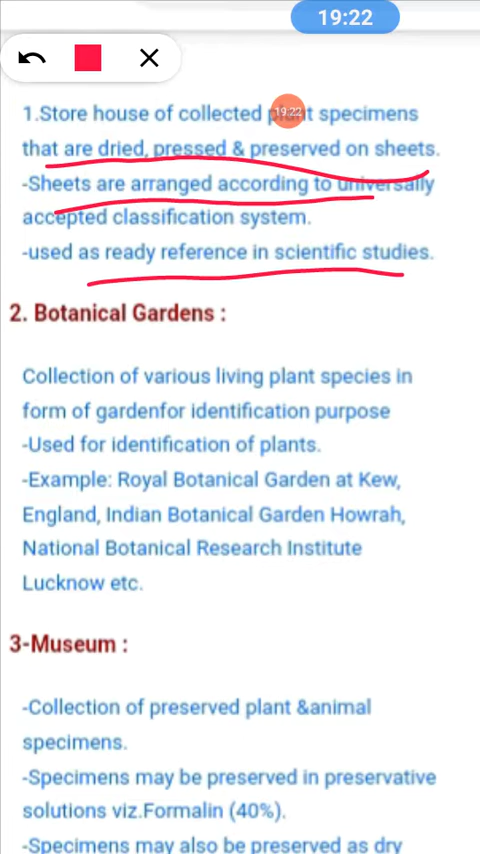 19:22
1.Store house of collected plant specimens
19:22
that are dried, pressed & preserved on sheets.
-Sheets are arranged according to universally
accepted classification system.
-used as ready reference in scientific studies.
2. Botanical Gardens :
Collection of various living plant species in
form of gardenfor identification purpose
-Used for identification of plants.
-Example: Royal Botanical Garden at Kew,
England, Indian Botanical Garden Howrah,
National Botanical Research Institute
Lucknow etc.
3-Museum :
-Collection of preserved plant &animal
specimens.
-Specimens may be preserved in preservative
solutions viz.Formalin (40%).
-Specimens may also be preserved as dry